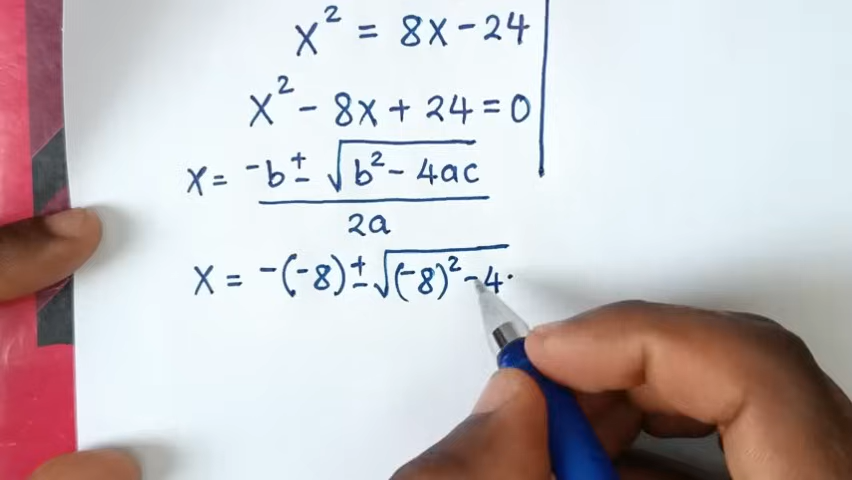 x² = 8x - 24
x² - 8x + 24 = 0
x = -b ± √(b² - 4ac)
2a
x = -(-8) ± √(-8)² - 4·